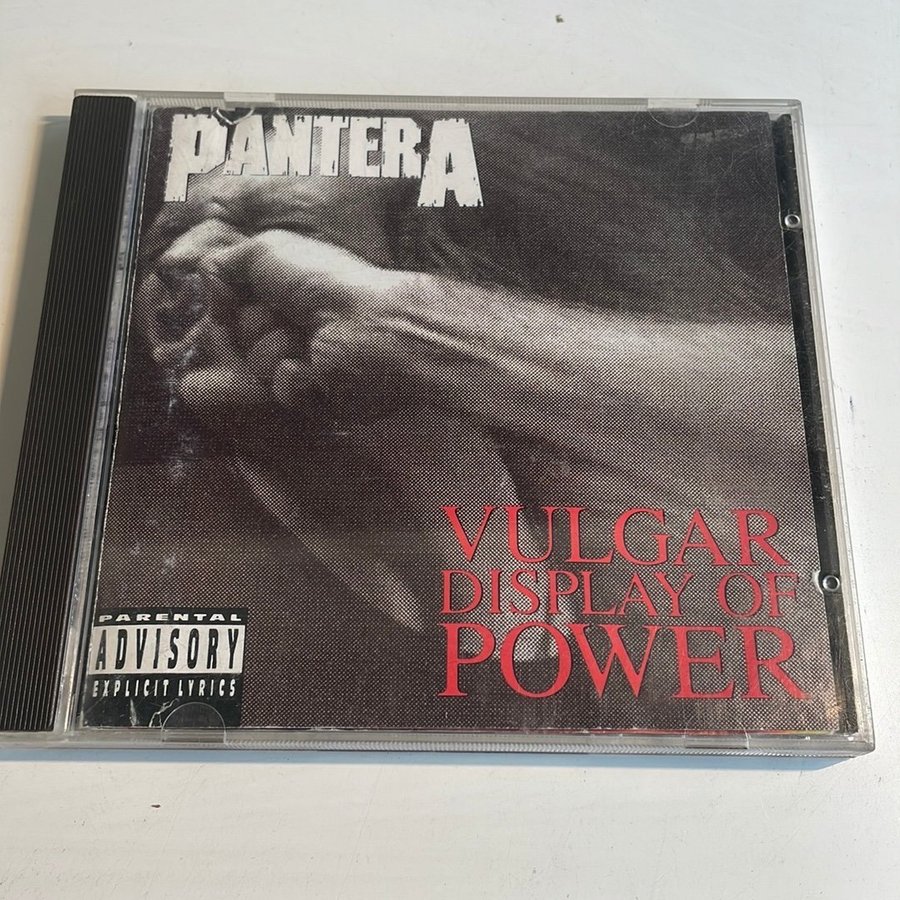 PANTERA
VULGAR
DISPLAY OF
POWER
PARENTAL
ADVISORY
EXPLICIT LYRICS